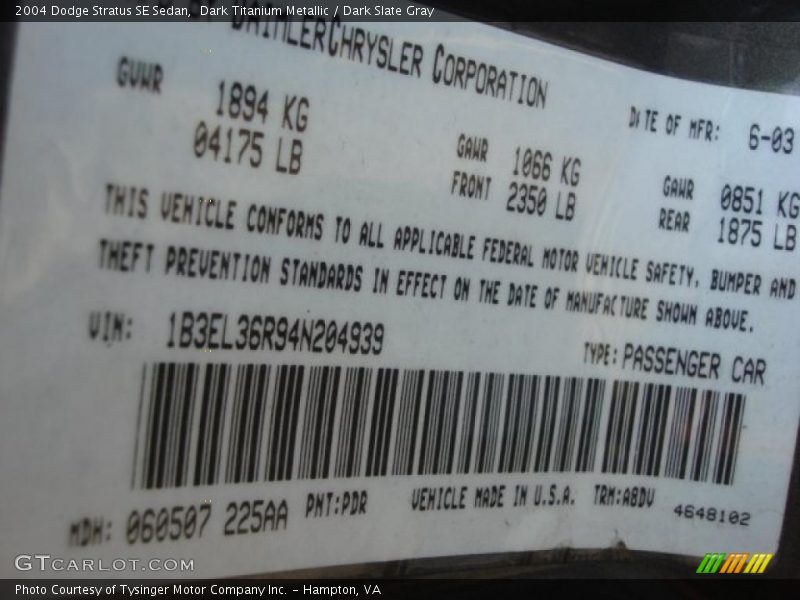 2004 Dodge Stratus SE Sedan, Dark Titanium Metallic / Dark Slate Gray
DAIMLERCHRYSLER CORPORATION
GVWR 1894 KG
04175 LB
GAWR FRONT 1066 KG
2350 LB
DATE OF MFR: 6-03
GAWR REAR 0851 KG
1875 LB
THIS VEHICLE CONFORMS TO ALL APPLICABLE FEDERAL MOTOR VEHICLE SAFETY, BUMPER AND
THEFT PREVENTION STANDARDS IN EFFECT ON THE DATE OF MANUFACTURE SHOWN ABOVE.
VIN: 1B3EL36R94N204939
TYPE: PASSENGER CAR
MDH: 060507 225AA PNT:PDR VEHICLE MADE IN U.S.A. TRM:A8DV
4648102
GTCARLOT.COM
Photo Courtesy of Tysinger Motor Company Inc. - Hampton, VA